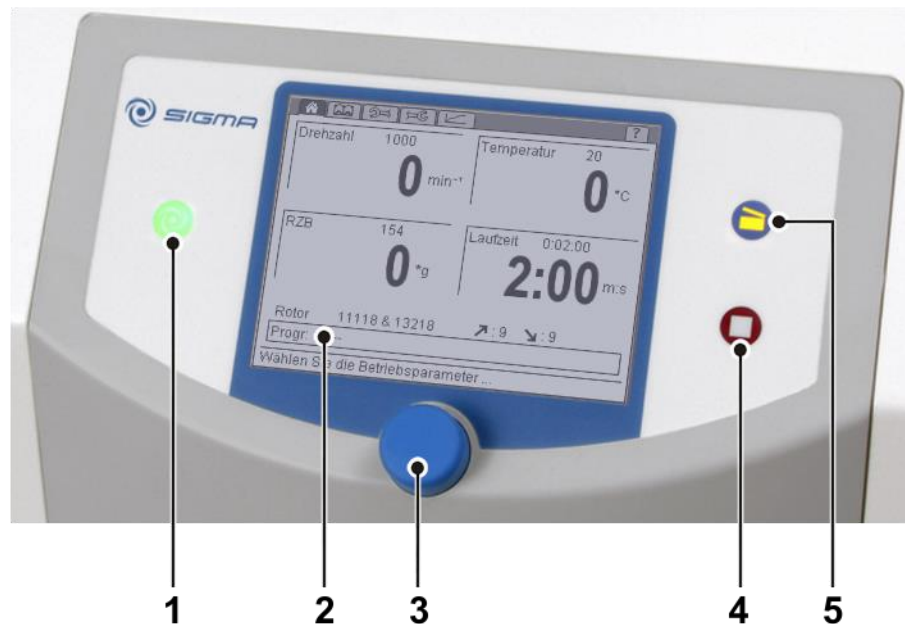 SIGMA
?
Drehzahl 1000
0 min⁻¹
Temperatur 20
0 °C
RZB 154
0 *g
Laufzeit 0:02:00
2:00 m:s
Rotor 11118 & 13218 ↗: 9 ↘: 9
Progr.
Wählen Sie die Betriebsparameter ...
1 2 3 4 5